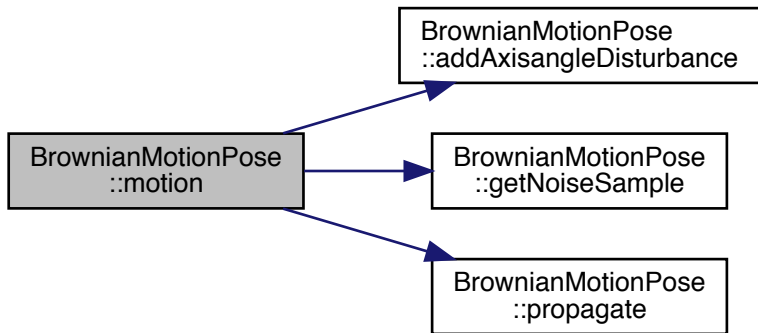 BrownianMotionPose
::addAxisangleDisturbance
BrownianMotionPose
::motion
BrownianMotionPose
::getNoiseSample
BrownianMotionPose
::propagate